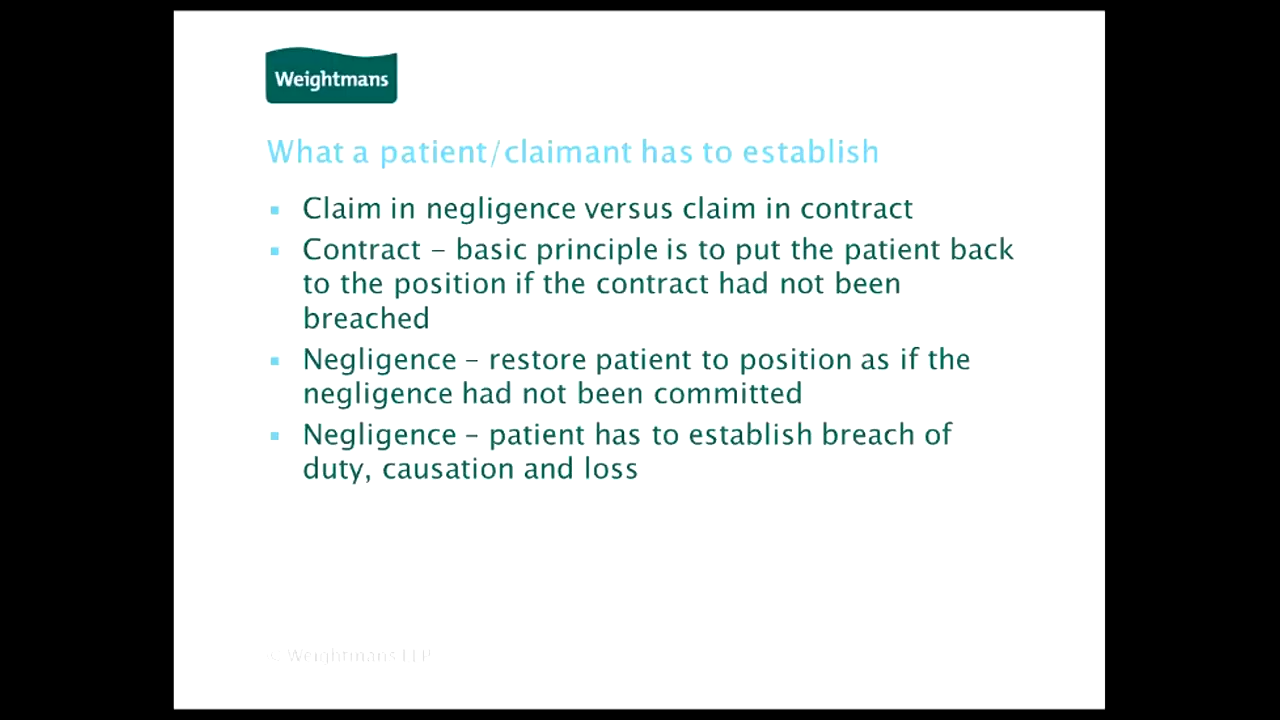 Weightmans
What a patient/claimant has to establish
▪ Claim in negligence versus claim in contract
▪ Contract – basic principle is to put the patient back
to the position if the contract had not been
breached
▪ Negligence – restore patient to position as if the
negligence had not been committed
▪ Negligence – patient has to establish breach of
duty, causation and loss
© Weightmans LLP